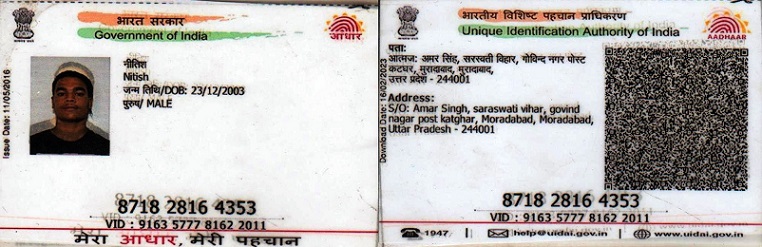 भारत सरकार
Government of India
आधार
Issue Date: 11/05/2016
नीतिश
Nitish
जन्म तिथि/DOB: 23/12/2003
पुरुष/ MALE
8718 2816 4353
VID : 9163 5777 8162 2011
मेरा आधार, मेरी पहचान
भारतीय विशिष्ट पहचान प्राधिकरण
Unique Identification Authority of India
AADHAAR
Download Date: 16/02/2023
पता:
आत्मज: अमर सिंह, सरस्वती विहार, गोविन्द नगर पोस्ट
कटघर, मुरादाबाद, मुरादाबाद,
उत्तर प्रदेश - 244001
Address:
S/O: Amar Singh, saraswati vihar, govind
nagar post katghar, Moradabad, Moradabad,
Uttar Pradesh - 244001
8718 2816 4353
VID : 9163 5777 8162 2011
1947
help@uidai.gov.in
www.uidai.gov.in